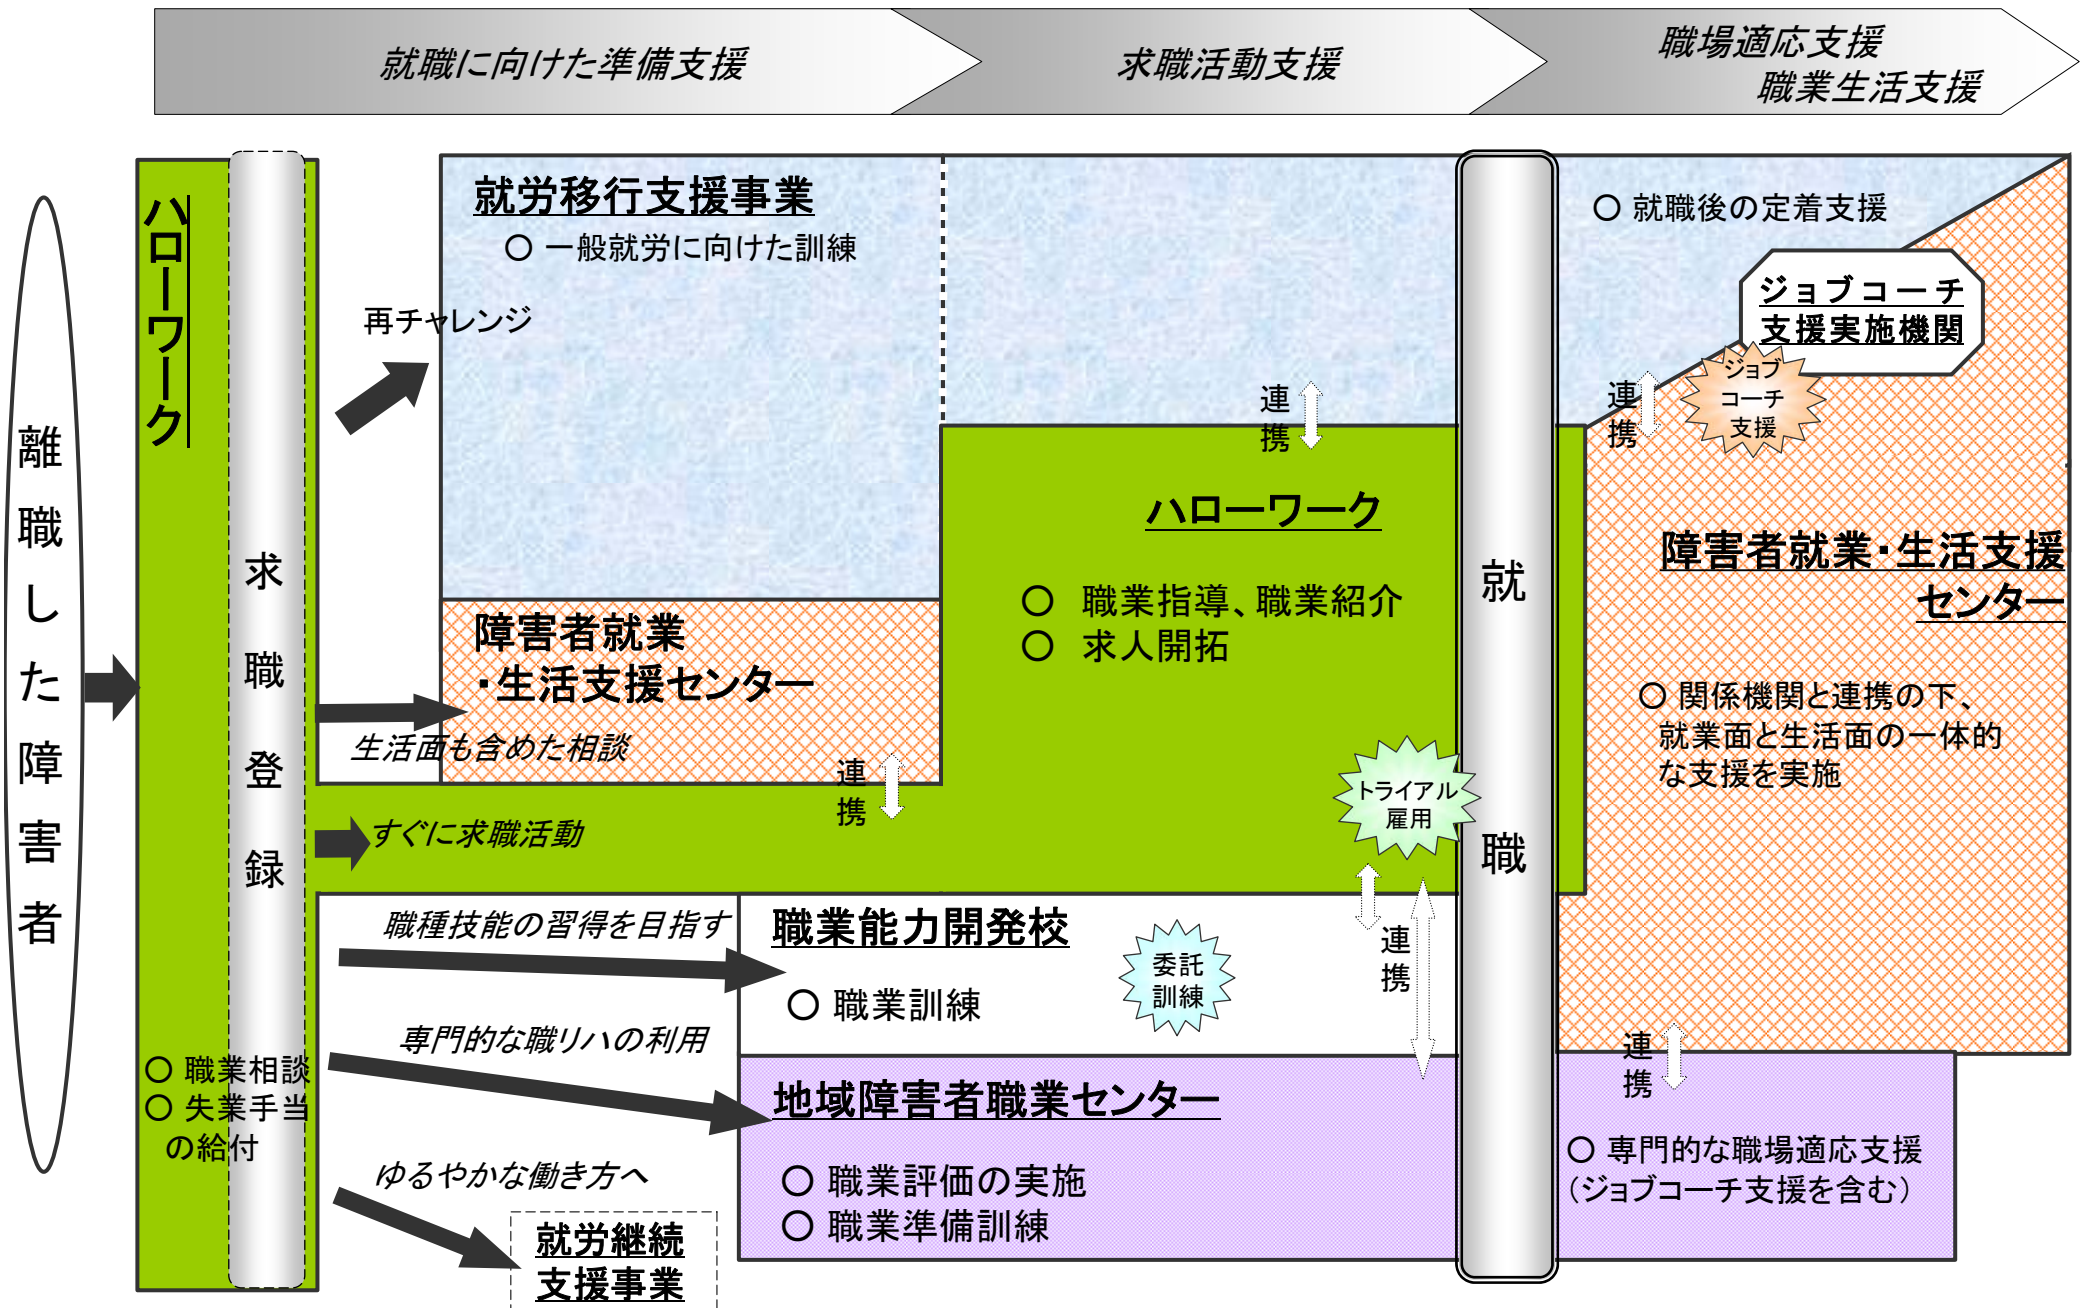 就職に向けた準備支援
求職活動支援
職場適応支援
職業生活支援
離職した障害者
ハローワーク
求職登録
○ 職業相談
○ 失業手当
の給付
再チャレンジ
生活面も含めた相談
すぐに求職活動
職種技能の習得を目指す
専門的な職リハの利用
ゆるやかな働き方へ
就労継続
支援事業
就労移行支援事業
○ 一般就労に向けた訓練
障害者就業
・生活支援センター
連
携
連
携
ハローワーク
○ 職業指導、職業紹介
○ 求人開拓
トライアル
雇用
職業能力開発校
○ 職業訓練
委託
訓練
連
携
地域障害者職業センター
○ 職業評価の実施
○ 職業準備訓練
就職
○ 就職後の定着支援
ジョブコーチ
支援実施機関
ジョブ
コーチ
支援
連
携
障害者就業・生活支援
センター
○ 関係機関と連携の下、
就業面と生活面の一体的
な支援を実施
連
携
○ 専門的な職場適応支援
（ジョブコーチ支援を含む）